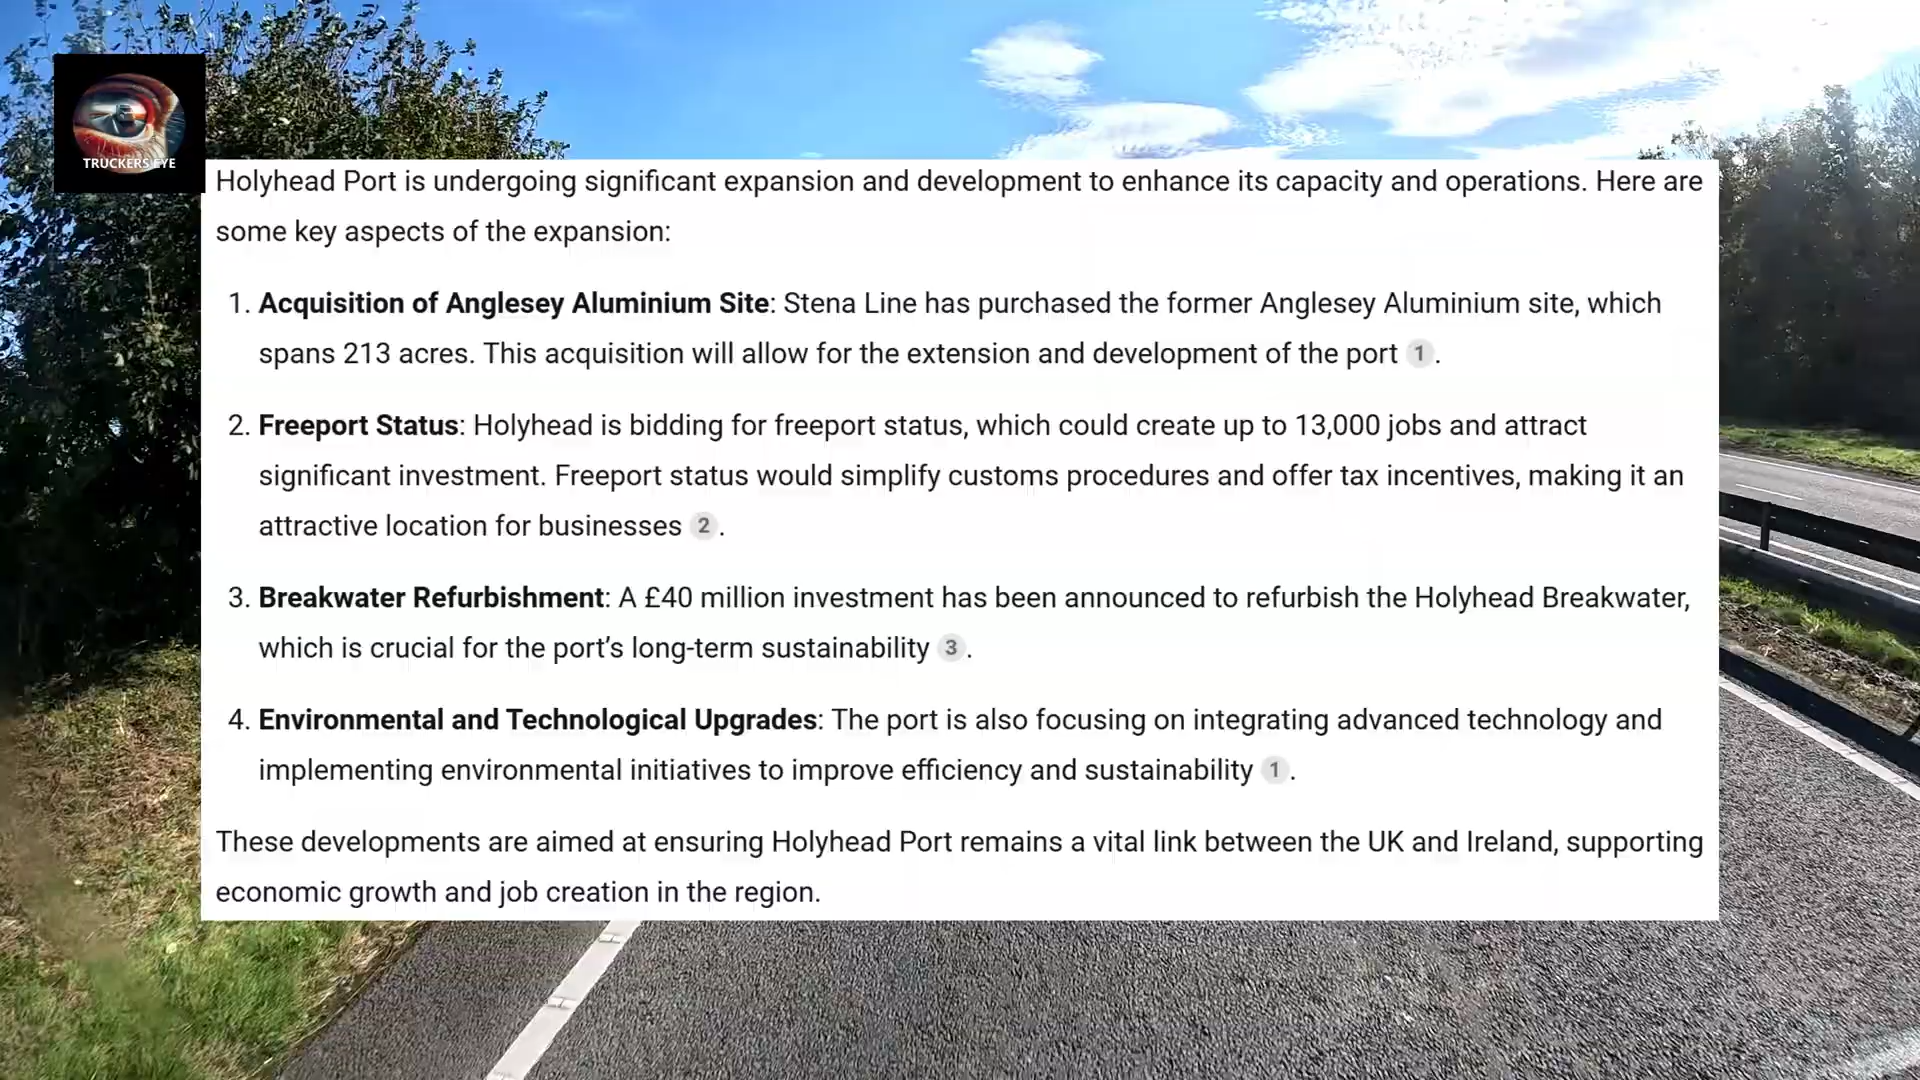 TRUCKERS EYE
Holyhead Port is undergoing significant expansion and development to enhance its capacity and operations. Here are
some key aspects of the expansion:
1. Acquisition of Anglesey Aluminium Site: Stena Line has purchased the former Anglesey Aluminium site, which
spans 213 acres. This acquisition will allow for the extension and development of the port 1.
2. Freeport Status: Holyhead is bidding for freeport status, which could create up to 13,000 jobs and attract
significant investment. Freeport status would simplify customs procedures and offer tax incentives, making it an
attractive location for businesses 2.
3. Breakwater Refurbishment: A £40 million investment has been announced to refurbish the Holyhead Breakwater,
which is crucial for the port’s long-term sustainability 3.
4. Environmental and Technological Upgrades: The port is also focusing on integrating advanced technology and
implementing environmental initiatives to improve efficiency and sustainability 1.
These developments are aimed at ensuring Holyhead Port remains a vital link between the UK and Ireland, supporting
economic growth and job creation in the region.